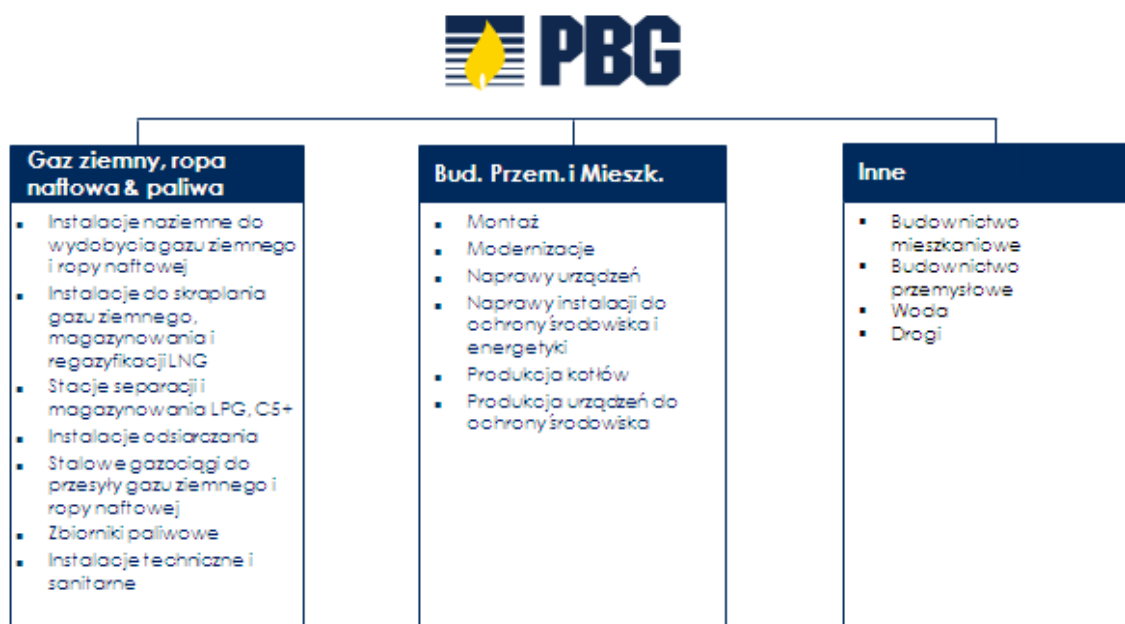 PBG
Gaz ziemny, ropa
naftowa & paliwa
▪ Instalacje naziemne do
wydobycia gazu ziemnego
i ropy naftowej
▪ Instalacje do skraplania
gazu ziemnego,
magazynowania i
regazyfikacji LNG
▪ Stacje separacji i
magazynowania LPG, C5+
▪ Instalacje odsiarczania
▪ Stalowe gazociągi do
przesyły gazu ziemnego i
ropy naftowej
▪ Zbiorniki paliwowe
▪ Instalacje techniczne i
sanitarne
Bud. Przem. i Mieszk.
▪ Montaż
▪ Modernizacje
▪ Naprawy urządzeń
▪ Naprawy instalacji do
ochrony środowiska i
energetyki
▪ Produkcja kotłów
▪ Produkcja urządzeń do
ochrony środowiska
Inne
▪ Budownictwo
mieszkaniowe
▪ Budownictwo
przemysłowe
▪ Woda
▪ Drogi